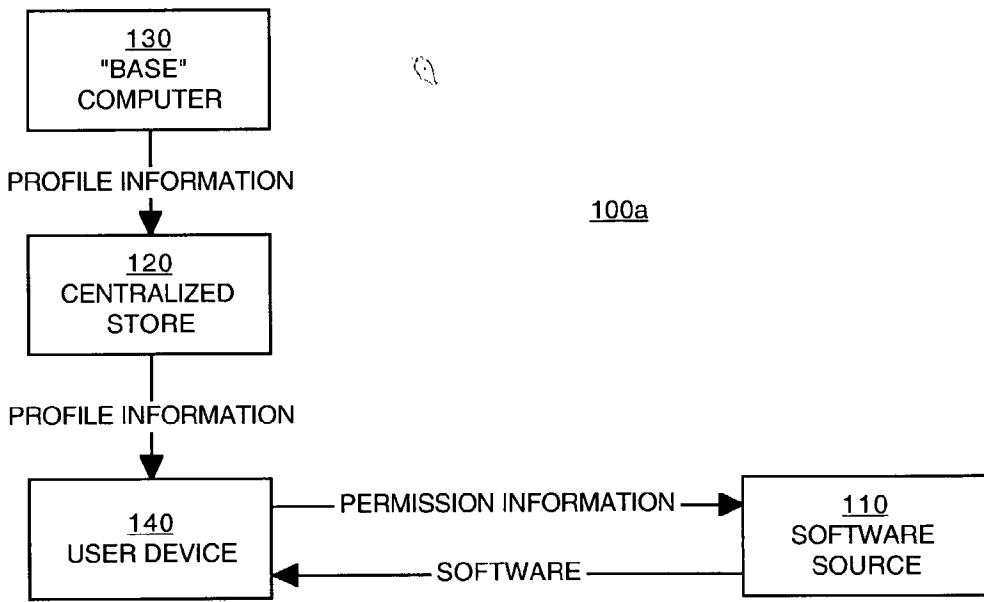 130
"BASE"
COMPUTER
PROFILE INFORMATION
100a
120
CENTRALIZED
STORE
PROFILE INFORMATION
140
USER DEVICE
PERMISSION INFORMATION
SOFTWARE
110
SOFTWARE
SOURCE